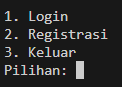 1. Login
2. Registrasi
3. Keluar
Pilihan: